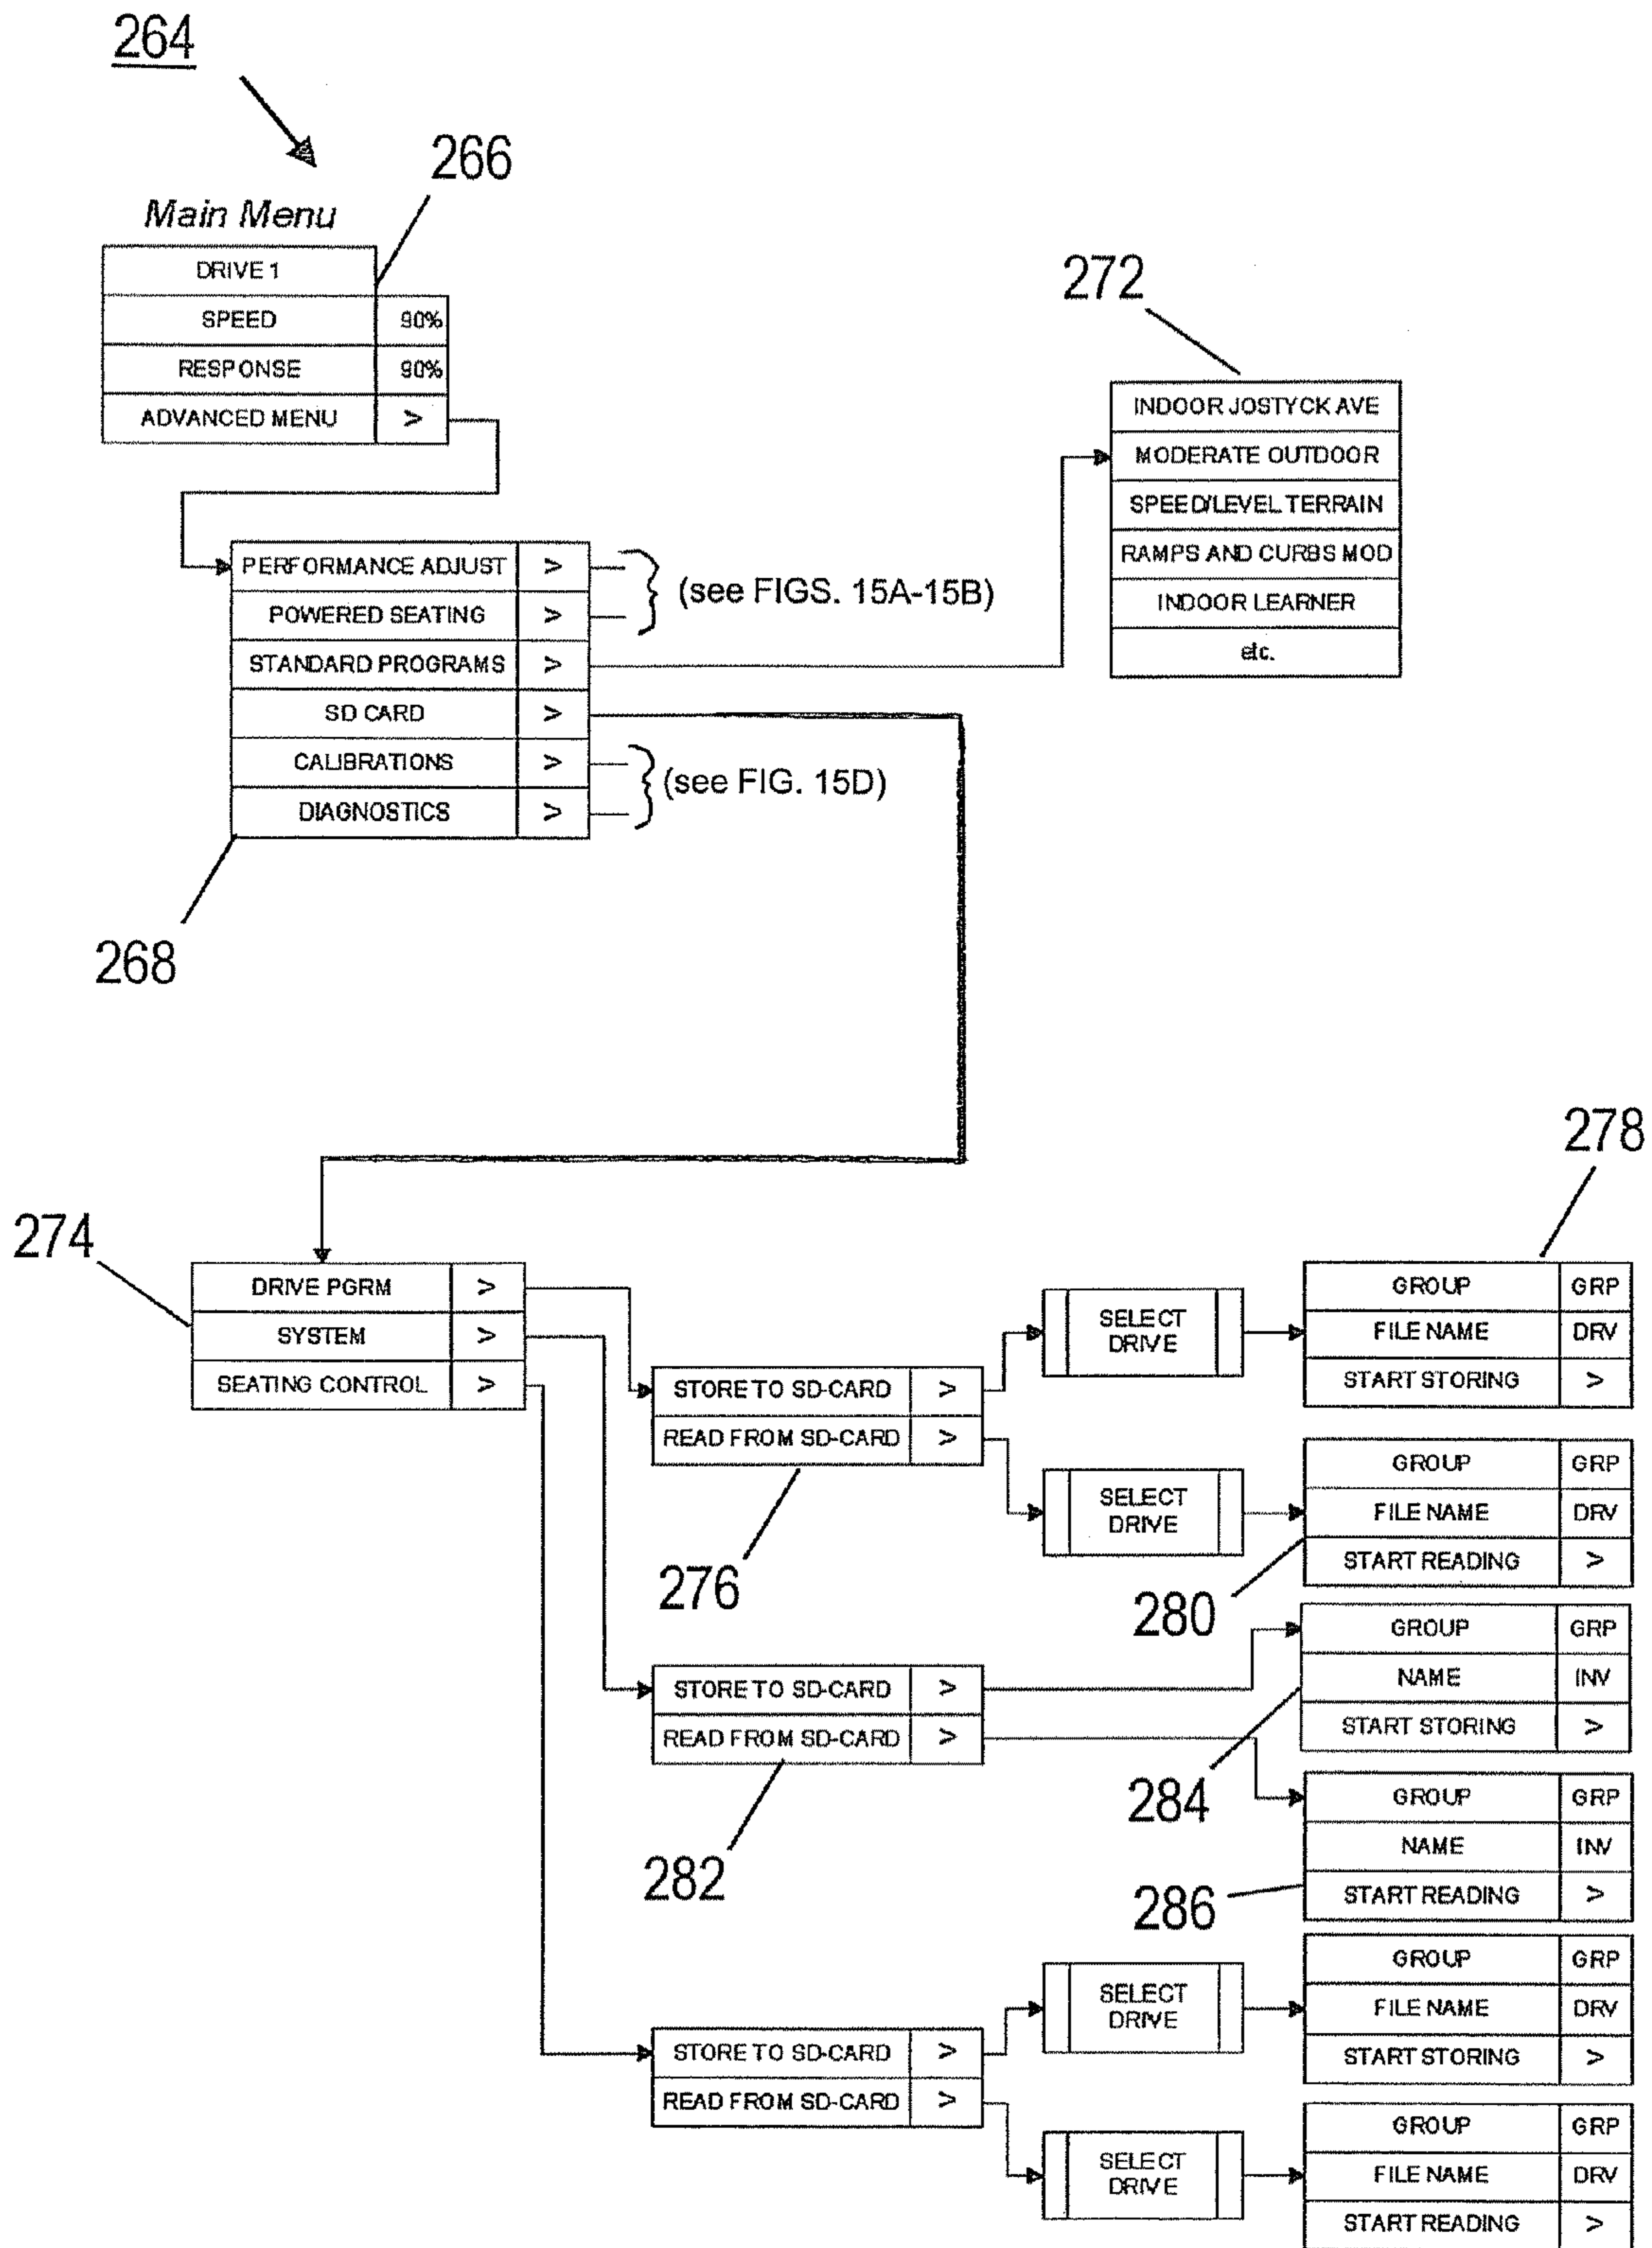 264
266
Main Menu
DRIVE 1
SPEED 90%
RESPONSE 90%
ADVANCED MENU >
272
INDOOR JOSTYCK AVE
MODERATE OUTDOOR
SPEED/LEVEL TERRAIN
RAMPS AND CURBS MOD
INDOOR LEARNER
etc.
PERFORMANCE ADJUST >
POWERED SEATING >
(see FIGS. 15A-15B)
STANDARD PROGRAMS >
SD CARD >
CALIBRATIONS >
DIAGNOSTICS >
(see FIG. 15D)
268
274
DRIVE PGRM >
SYSTEM >
SEATING CONTROL >
STORE TO SD-CARD >
READ FROM SD-CARD >
276
SELECT
DRIVE
278
GROUP GRP
FILE NAME DRV
START STORING >
SELECT
DRIVE
GROUP GRP
FILE NAME DRV
START READING >
280
STORE TO SD-CARD >
READ FROM SD-CARD >
282
GROUP GRP
NAME INV
START STORING >
284
GROUP GRP
NAME INV
START READING >
286
STORE TO SD-CARD >
READ FROM SD-CARD >
SELECT
DRIVE
GROUP GRP
FILE NAME DRV
START STORING >
SELECT
DRIVE
GROUP GRP
FILE NAME DRV
START READING >